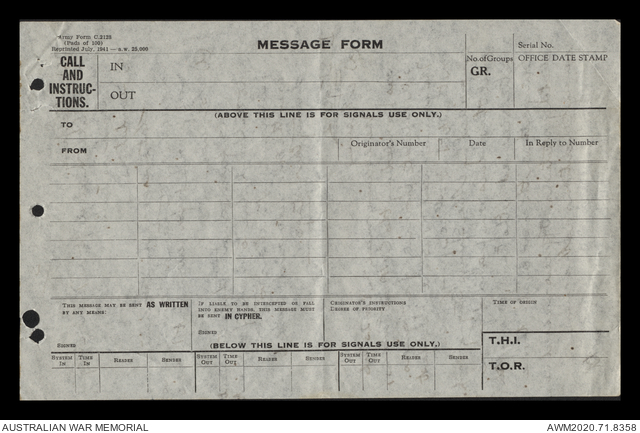 Army Form C.2128
(Pads of 100)
Reprinted July, 1941
MESSAGE FORM
Serial No.
CALL AND INSTRUC-TIONS.
IN
OUT
No. of Groups
GR.
OFFICE DATE STAMP
(ABOVE THIS LINE IS FOR SIGNALS USE ONLY.)
TO
FROM
Originator's Number
Date
In Reply to Number
THIS MESSAGE MAY BE SENT AS WRITTEN
BY ANY MEANS:
SIGNED
IF LIABLE TO BE INTERCEPTED OR FALL
INTO ENEMY HANDS, THIS MESSAGE MUST
BE SENT IN CYPHER.
SIGNED
ORIGINATOR'S INSTRUCTIONS
DEGREE OF PRIORITY
TIME OF ORIGIN
(BELOW THIS LINE IS FOR SIGNALS USE ONLY.)
T.H.I.
T.O.R.
SYSTEM IN
TIME IN
READER
SENDER
SYSTEM OUT
TIME OUT
READER
SENDER
SYSTEM OUT
TIME OUT
READER
SENDER
AUSTRALIAN WAR MEMORIAL
AWM2020.71.8358